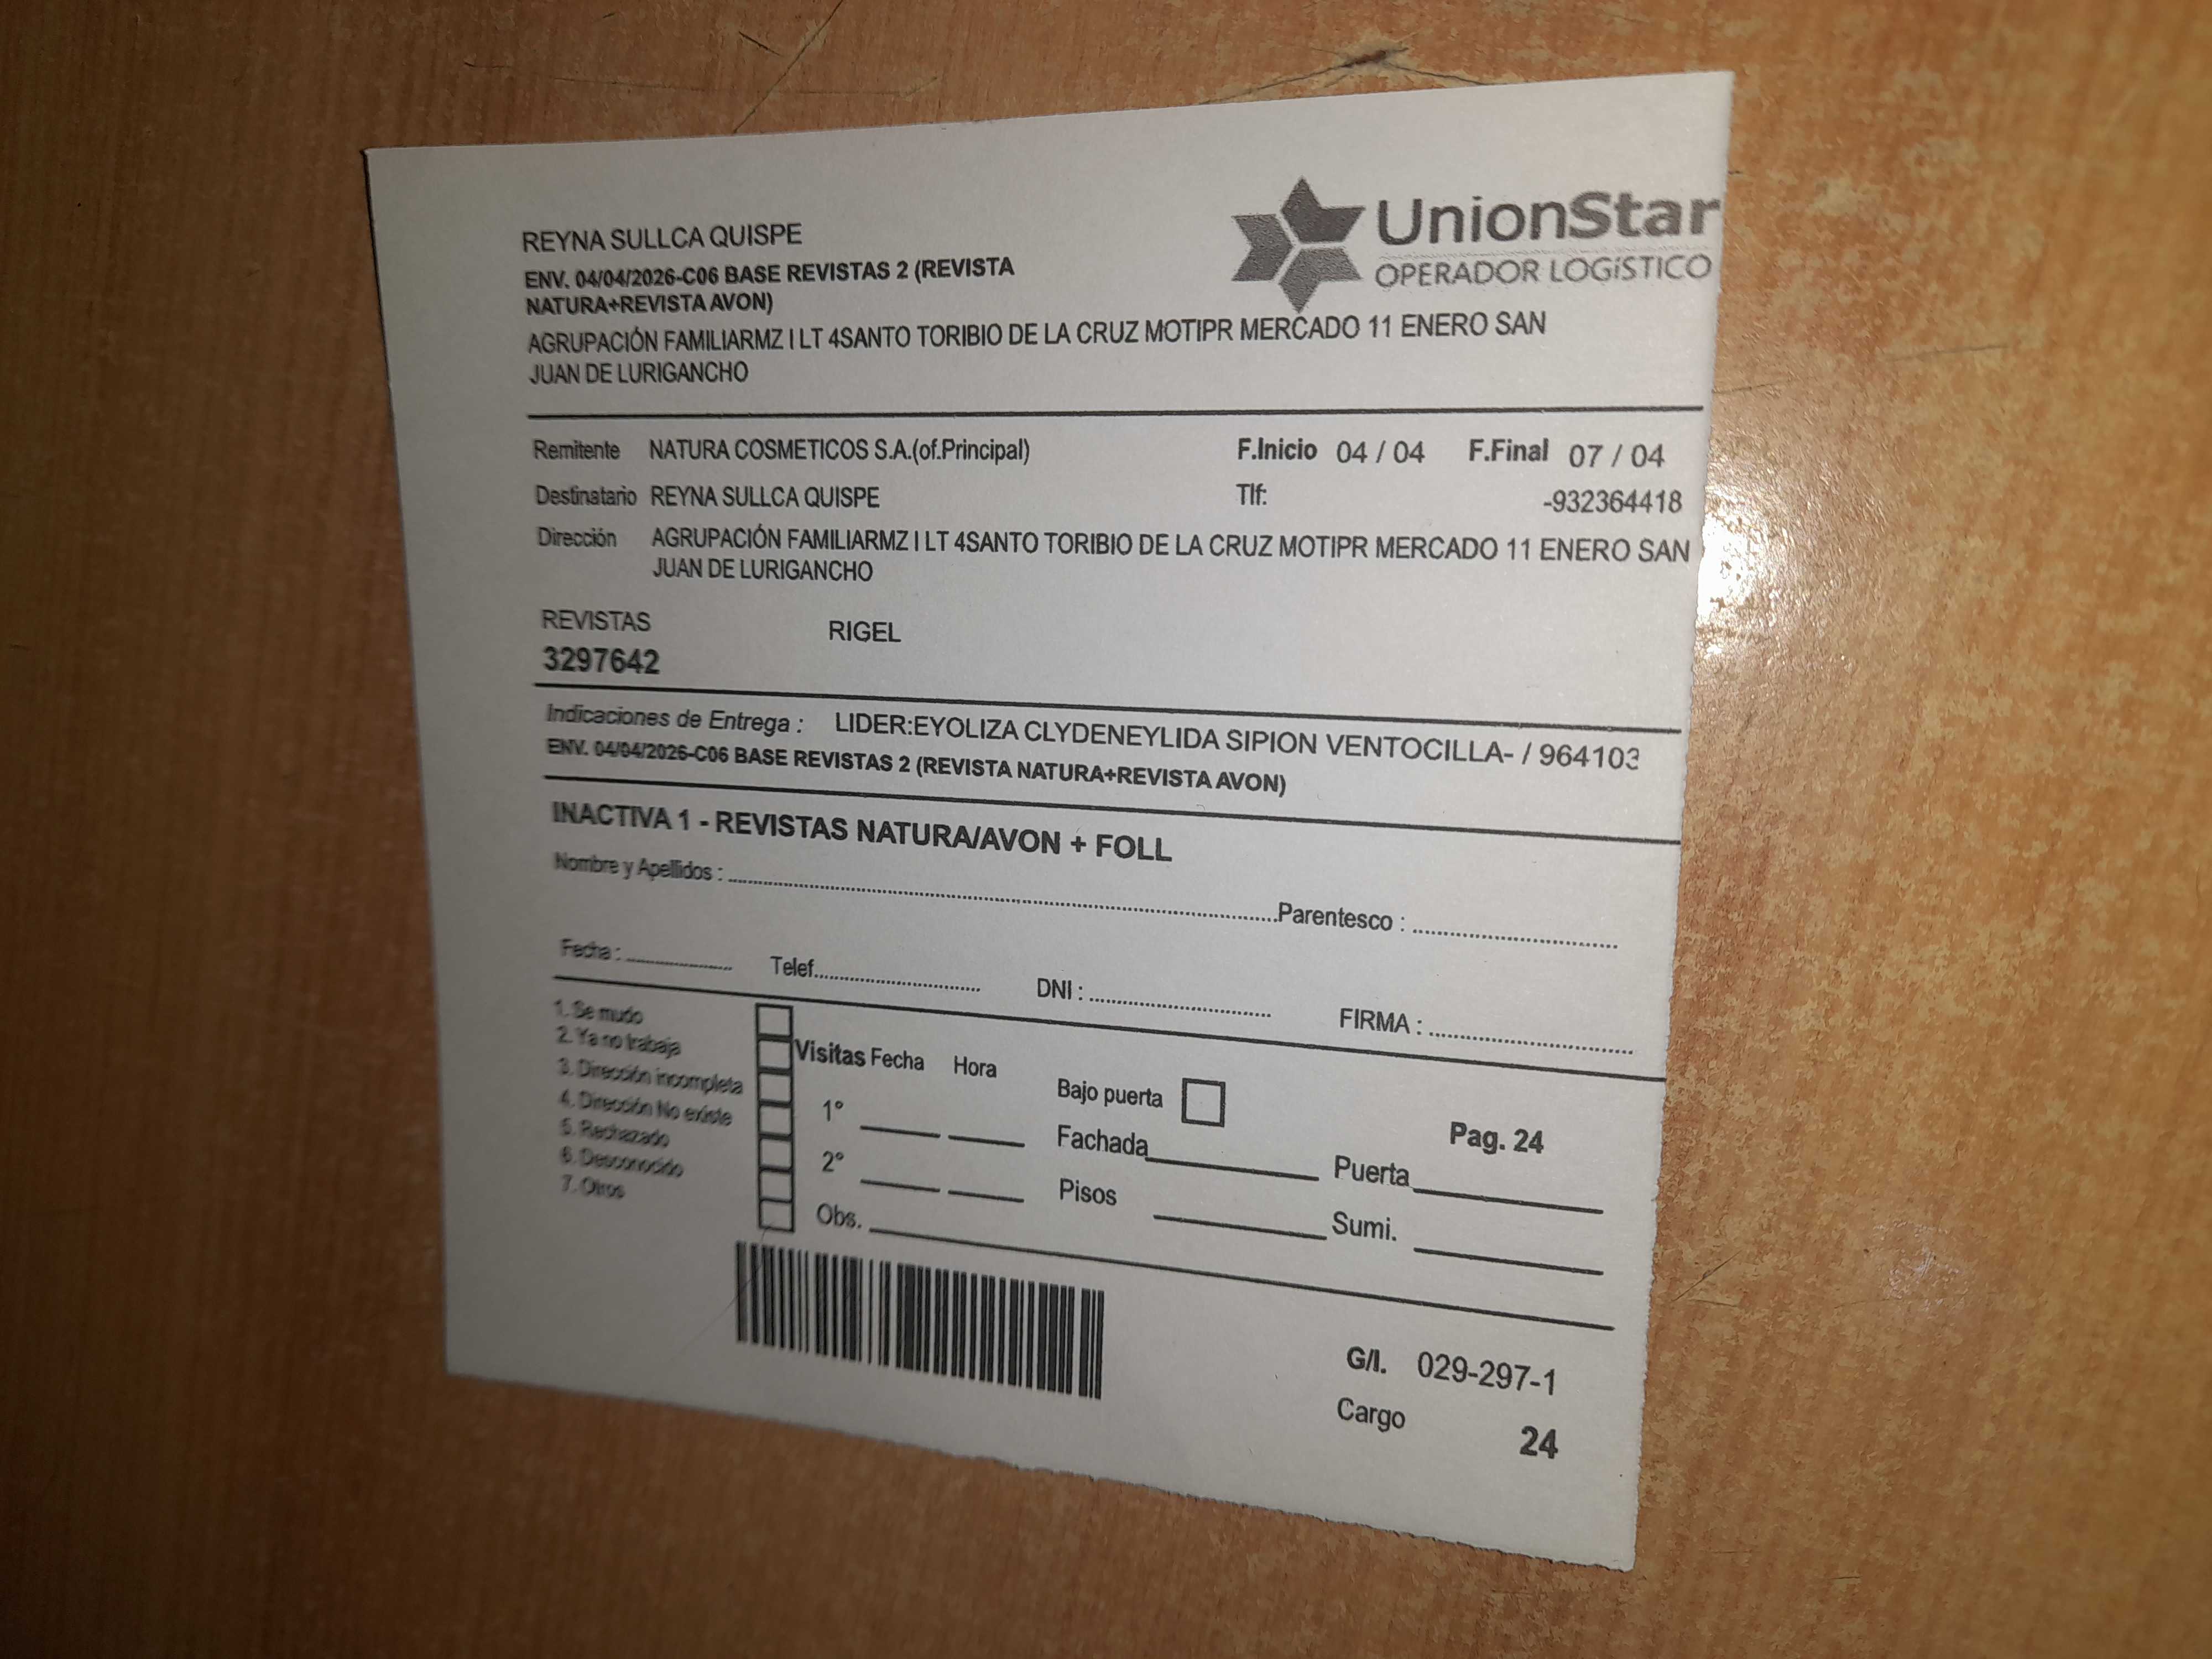 UnionStar
OPERADOR LOGíSTICO
REYNA SULLCA QUISPE
ENV. 04/04/2026-C06 BASE REVISTAS 2 (REVISTA
NATURA+REVISTA AVON)
AGRUPACIÓN FAMILIARMZ I LT 4SANTO TORIBIO DE LA CRUZ MOTIPR MERCADO 11 ENERO SAN
JUAN DE LURIGANCHO
Remitente NATURA COSMETICOS S.A.(of.Principal) F.Inicio 04 / 04 F.Final 07 / 04
Destinatario REYNA SULLCA QUISPE Tlf: -932364418
Dirección AGRUPACIÓN FAMILIARMZ I LT 4SANTO TORIBIO DE LA CRUZ MOTIPR MERCADO 11 ENERO SAN
JUAN DE LURIGANCHO
REVISTAS RIGEL
3297642
Indicaciones de Entrega : LIDER:EYOLIZA CLYDENEYLIDA SIPION VENTOCILLA- / 964103
ENV. 04/04/2026-C06 BASE REVISTAS 2 (REVISTA NATURA+REVISTA AVON)
INACTIVA 1 - REVISTAS NATURA/AVON + FOLL
Nombre y Apellidos : Parentesco :
Fecha : Telef. DNI : FIRMA :
1. Se mudo
2. Ya no trabaja
3. Dirección incompleta
4. Dirección No existe
5. Rechazado
6. Desconocido
7. Otros
Visitas Fecha Hora
1°
2°
Obs.
Bajo puerta
Fachada Puerta
Pisos Sumi.
Pag. 24
G/I. 029-297-1
Cargo 24